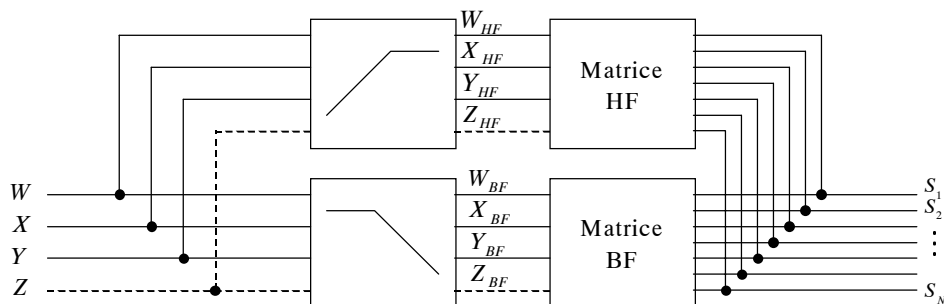 W_HF
X_HF
Y_HF
Z_HF
Matrice
HF
W
X
Y
Z
W_BF
X_BF
Y_BF
Z_BF
Matrice
BF
S_1
S_2
⋮
S_N